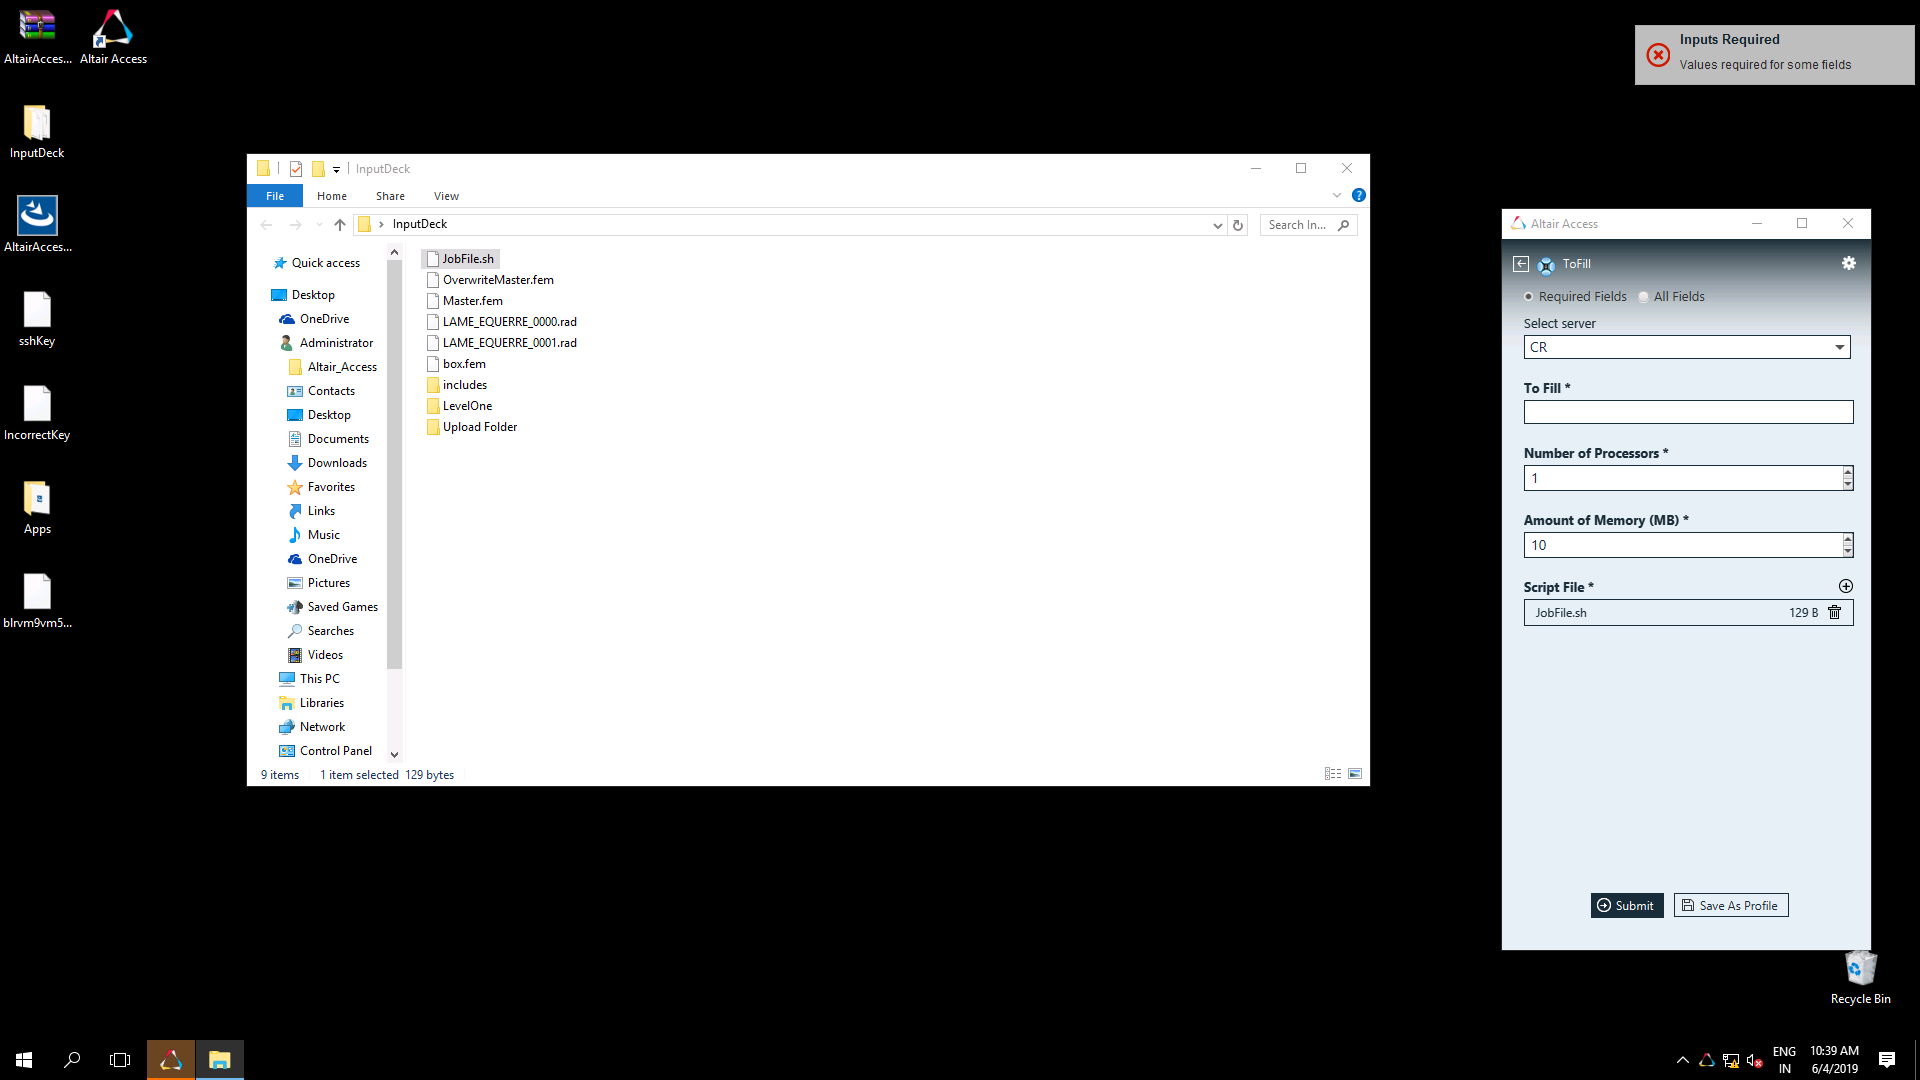 AltairAcces...
Altair Access
InputDeck
AltairAcces...
sshKey
IncorrectKey
Apps
blrvm9vm5...
Inputs Required
Values required for some fields
InputDeck
File
Home
Share
View
InputDeck
Search In...
Quick access
Desktop
OneDrive
Administrator
Altair_Access
Contacts
Desktop
Documents
Downloads
Favorites
Links
Music
OneDrive
Pictures
Saved Games
Searches
Videos
This PC
Libraries
Network
Control Panel
JobFile.sh
OverwriteMaster.fem
Master.fem
LAME_EQUERRE_0000.rad
LAME_EQUERRE_0001.rad
box.fem
includes
LevelOne
Upload Folder
9 items
1 item selected 129 bytes
Altair Access
ToFill
Required Fields
All Fields
Select server
CR
To Fill *
Number of Processors *
1
Amount of Memory (MB) *
10
Script File *
JobFile.sh
129 B
Submit
Save As Profile
Recycle Bin
ENG
IN
10:39 AM
6/4/2019